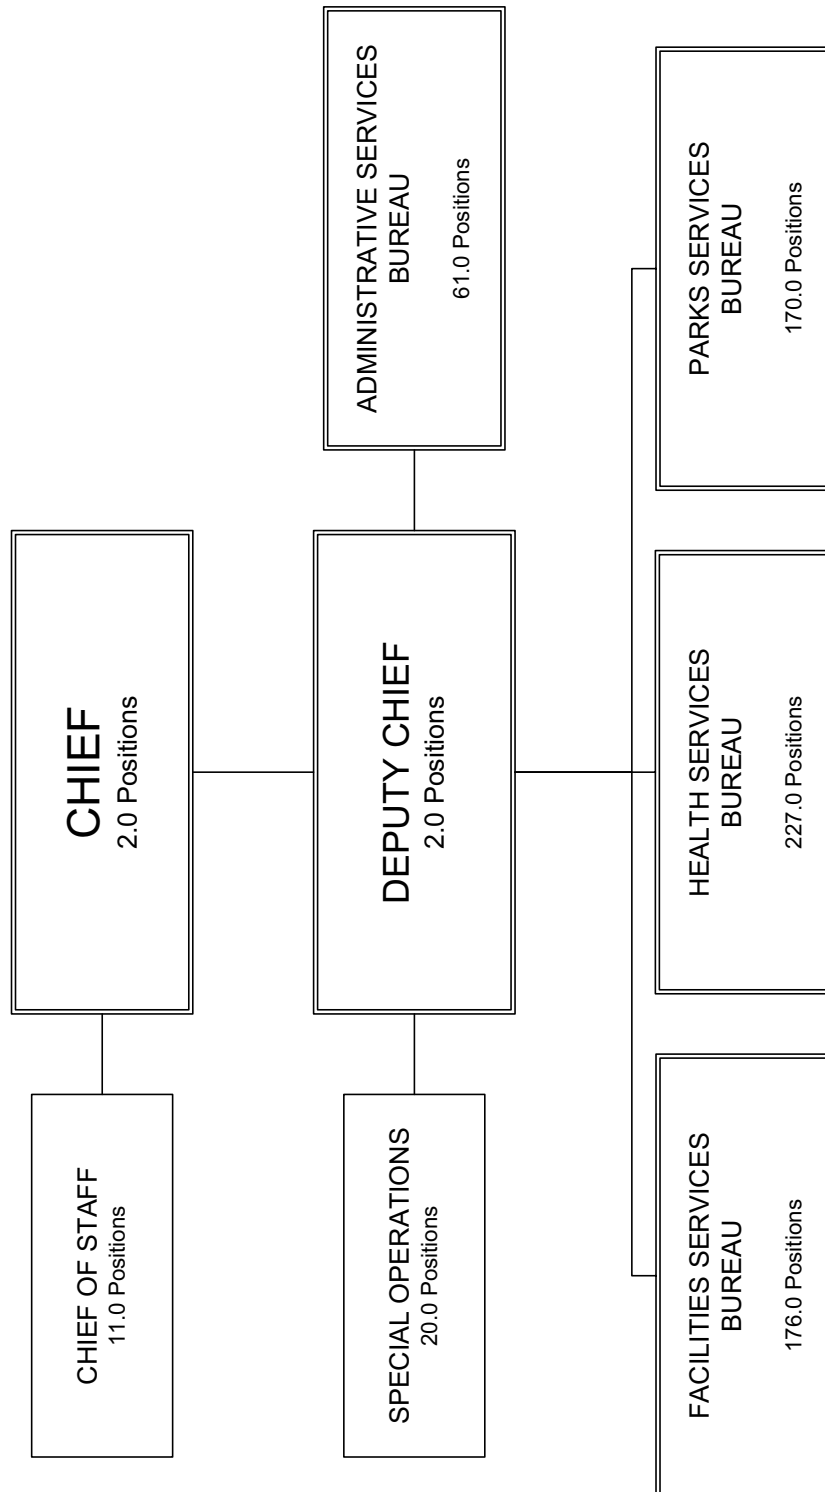 CHIEF
2.0 Positions
CHIEF OF STAFF
11.0 Positions
DEPUTY CHIEF
2.0 Positions
SPECIAL OPERATIONS
20.0 Positions
ADMINISTRATIVE SERVICES
BUREAU
61.0 Positions
FACILITIES SERVICES
BUREAU
176.0 Positions
HEALTH SERVICES
BUREAU
227.0 Positions
PARKS SERVICES
BUREAU
170.0 Positions